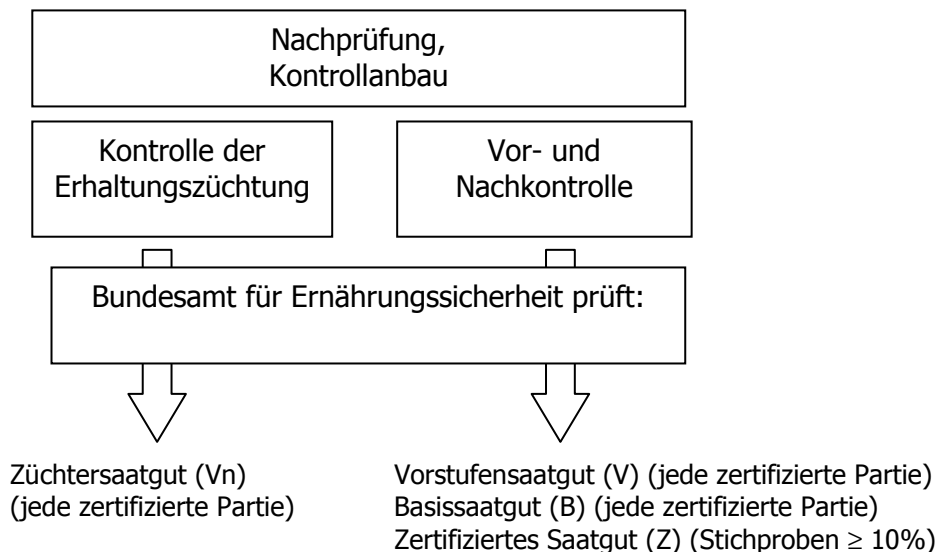 Nachprüfung,
Kontrollanbau
Kontrolle der
Erhaltungszüchtung
Vor- und
Nachkontrolle
Bundesamt für Ernährungssicherheit prüft:
Züchtersaatgut (Vn)
(jede zertifizierte Partie)
Vorstufensaatgut (V) (jede zertifizierte Partie)
Basissaatgut (B) (jede zertifizierte Partie)
Zertifiziertes Saatgut (Z) (Stichproben ≥ 10%)